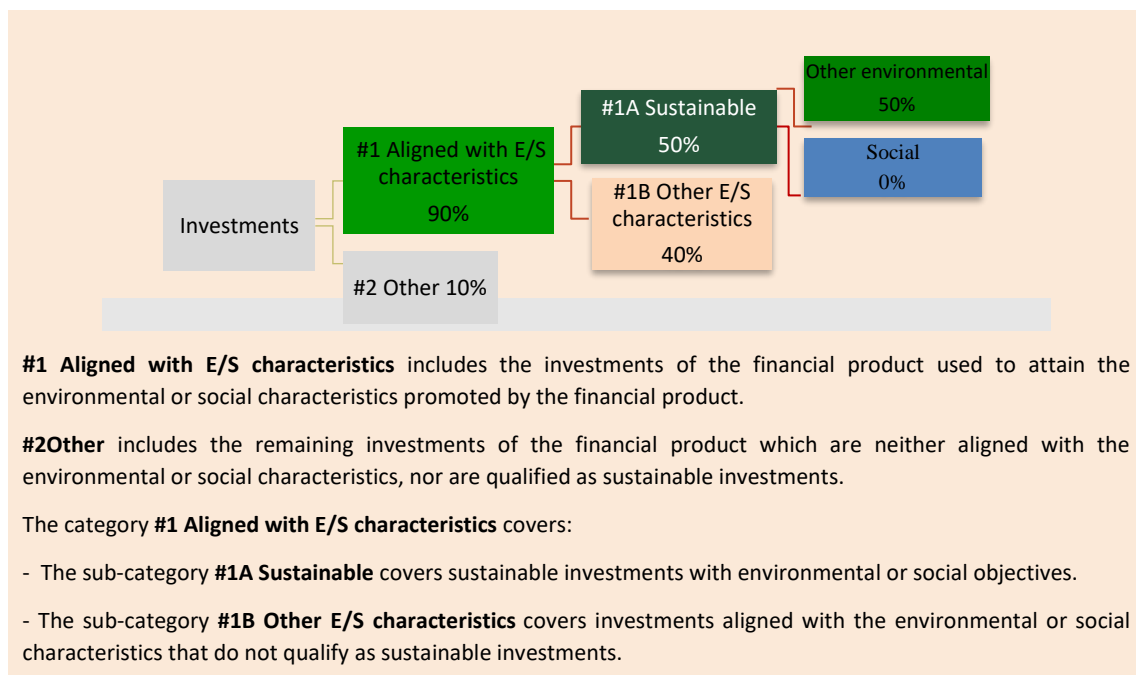 Other environmental
50%
#1A Sustainable
50%
#1 Aligned with E/S
characteristics
90%
Social
0%
#1B Other E/S
characteristics
40%
Investments
#2 Other 10%
#1 Aligned with E/S characteristics includes the investments of the financial product used to attain the
environmental or social characteristics promoted by the financial product.
#2Other includes the remaining investments of the financial product which are neither aligned with the
environmental or social characteristics, nor are qualified as sustainable investments.
The category #1 Aligned with E/S characteristics covers:
- The sub-category #1A Sustainable covers sustainable investments with environmental or social objectives.
- The sub-category #1B Other E/S characteristics covers investments aligned with the environmental or social
characteristics that do not qualify as sustainable investments.